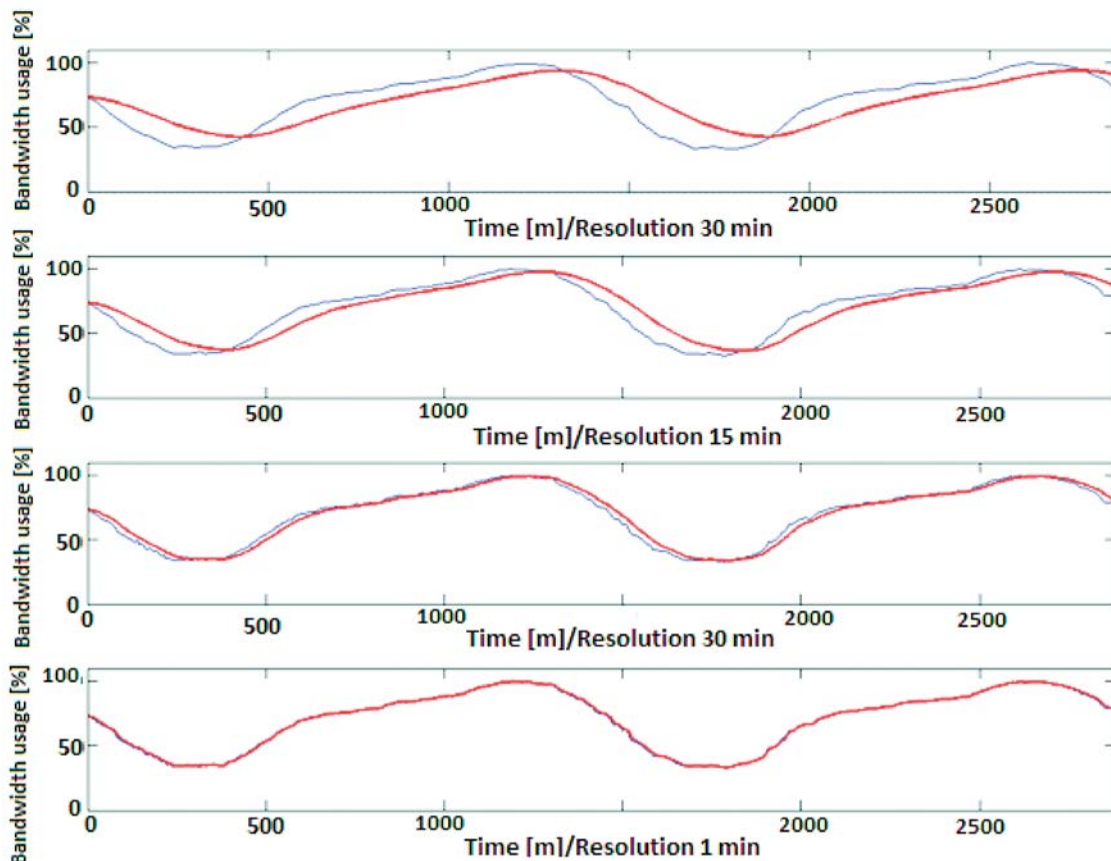 Bandwidth usage [%]
100
50
0
0 500 1000 2000 2500
Time [m]/Resolution 30 min
Bandwidth usage [%]
100
50
0
0 500 1000 2000 2500
Time [m]/Resolution 15 min
Bandwidth usage [%]
100
50
0
0 500 1000 2000 2500
Time [m]/Resolution 30 min
Bandwidth usage [%]
100
50
0
0 500 1000 2000 2500
Time [m]/Resolution 1 min